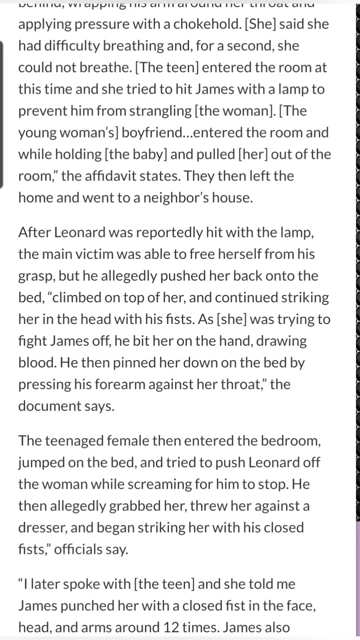 behind, wrapping his arm around her throat and
applying pressure with a chokehold. [She] said she
had difficulty breathing and, for a second, she
could not breathe. [The teen] entered the room at
this time and she tried to hit James with a lamp to
prevent him from strangling [the woman]. [The
young woman’s] boyfriend…entered the room and
while holding [the baby] and pulled [her] out of the
room,” the affidavit states. They then left the
home and went to a neighbor’s house.
After Leonard was reportedly hit with the lamp,
the main victim was able to free herself from his
grasp, but he allegedly pushed her back onto the
bed, “climbed on top of her, and continued striking
her in the head with his fists. As [she] was trying to
fight James off, he bit her on the hand, drawing
blood. He then pinned her down on the bed by
pressing his forearm against her throat,” the
document says.
The teenaged female then entered the bedroom,
jumped on the bed, and tried to push Leonard off
the woman while screaming for him to stop. He
then allegedly grabbed her, threw her against a
dresser, and began striking her with his closed
fists,” officials say.
“I later spoke with [the teen] and she told me
James punched her with a closed fist in the face,
head, and arms around 12 times. James also